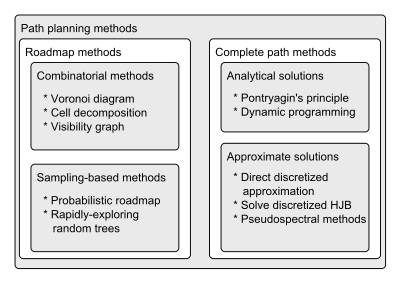 Path planning methods
Roadmap methods
Combinatorial methods
* Voronoi diagram
* Cell decomposition
* Visibility graph
Sampling-based methods
* Probabilistic roadmap
* Rapidly-exploring
random trees
Complete path methods
Analytical solutions
* Pontryagin's principle
* Dynamic programming
Approximate solutions
* Direct discretized
approximation
* Solve discretized HJB
* Pseudospectral methods